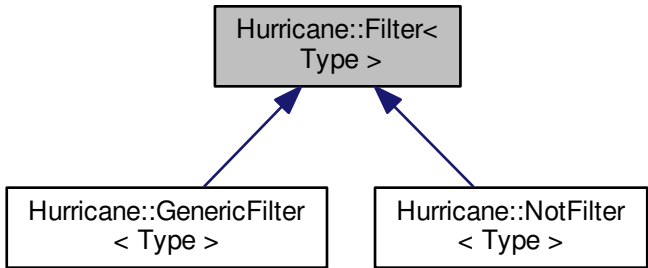 Hurricane::Filter<
Type >
Hurricane::GenericFilter
< Type >
Hurricane::NotFilter
< Type >